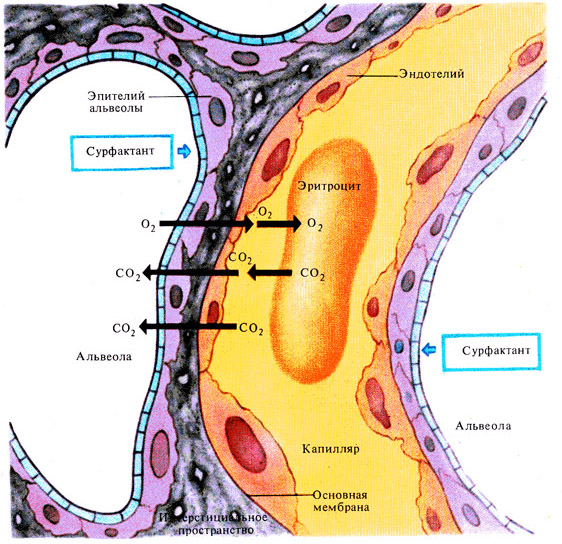 Эндотелий
Эпителий
альвеолы
Сурфактант
Эритроцит
O₂ O₂ O₂
CO₂ CO₂ CO₂
CO₂ CO₂
Альвеола
Сурфактант
Альвеола
Капилляр
Основная
мембрана
Интерстициальное
пространство